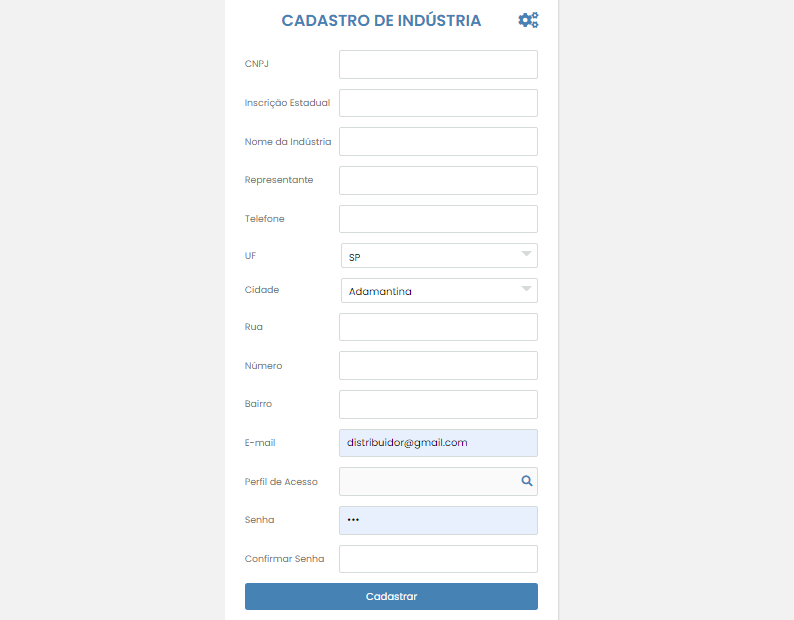 CADASTRO DE INDÚSTRIA
CNPJ
Inscrição Estadual
Nome da Indústria
Representante
Telefone
UF SP
Cidade Adamantina
Rua
Número
Bairro
E-mail distribuidor@gmail.com
Perfil de Acesso
Senha •••
Confirmar Senha
Cadastrar